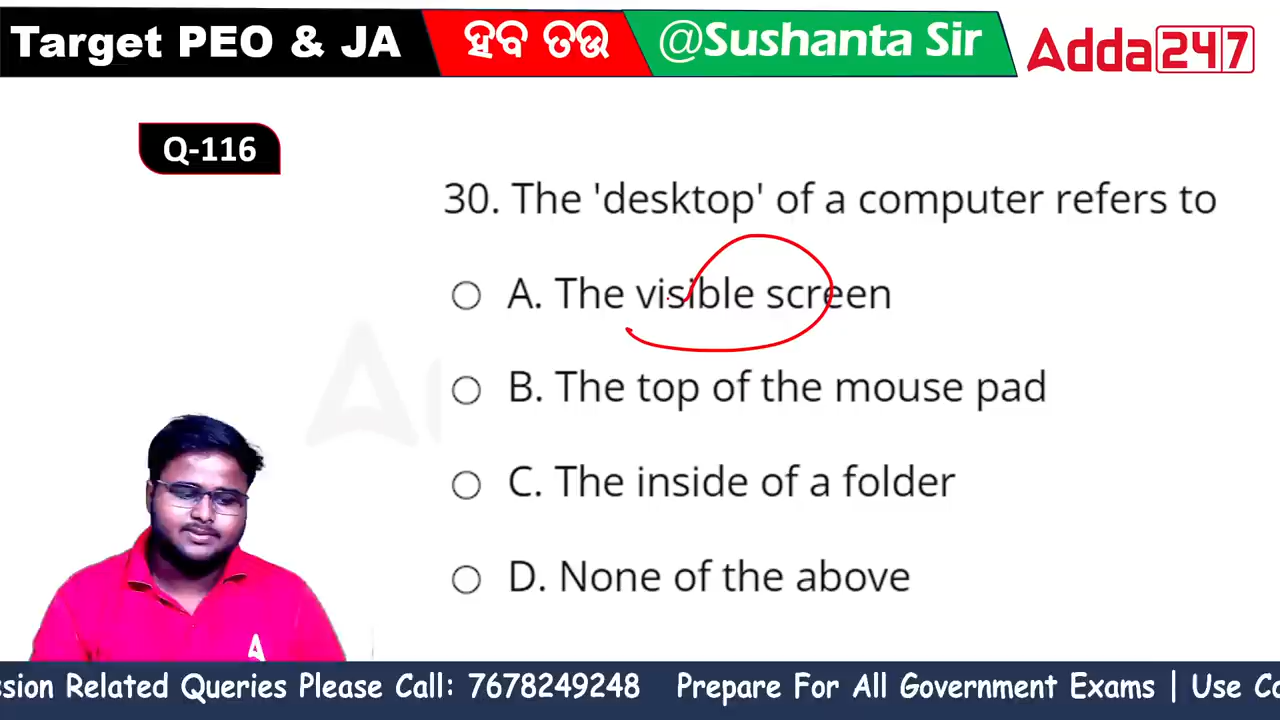 Target PEO & JA ହବ ତଉ @Sushanta Sir Adda247
Q-116
30. The 'desktop' of a computer refers to
A. The visible screen
B. The top of the mouse pad
C. The inside of a folder
D. None of the above
ssion Related Queries Please Call: 7678249248 Prepare For All Government Exams | Use Co